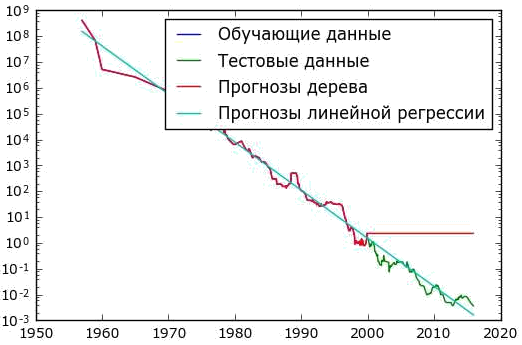 Обучающие данные
Тестовые данные
Прогнозы дерева
Прогнозы линейной регрессии
10⁹
10⁸
10⁷
10⁶
10⁵
10⁴
10³
10²
10¹
10⁰
10⁻¹
10⁻²
10⁻³
1950 1960 1970 1980 1990 2000 2010 2020